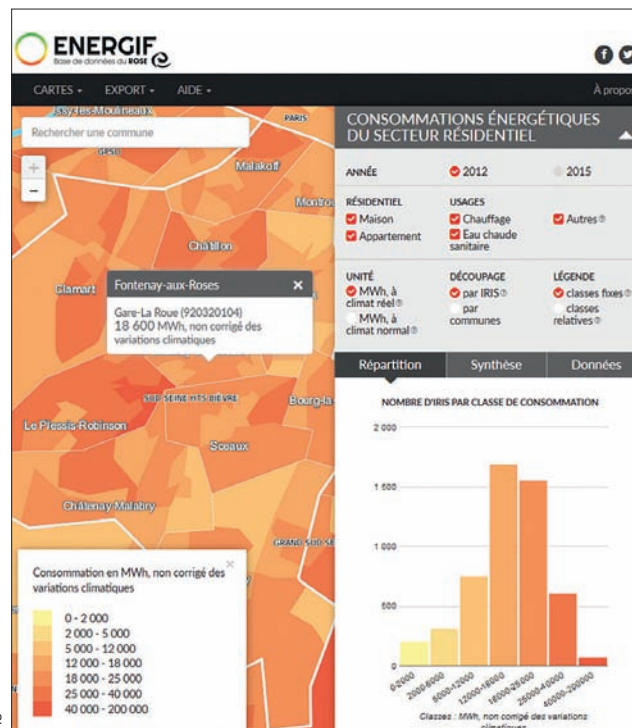 ENERGIF
Base de données du ROSE
CARTES EXPORT AIDE
À propos
Issy-les-Moulineaux
PARIS
Rechercher une commune
GPSO
+
−
Malakoff
Châtillon
Clamart
Fontenay-aux-Roses ×
Gare-La Roue (920320104)
18 600 MWh, non corrigé des
variations climatiques
SUD SEINE HTS BIÈVRE
Bourg-la-
Le Plessis-Robinson
Sceaux
Châtenay-Malabry
GRAND SUD SE
Consommation en MWh, non corrigé des
variations climatiques
×
0 - 2 000
2 000 - 5 000
5 000 - 12 000
12 000 - 18 000
18 000 - 25 000
25 000 - 40 000
40 000 - 200 000
CONSOMMATIONS ÉNERGÉTIQUES
DU SECTEUR RÉSIDENTIEL
ANNÉE 2012 2015
RÉSIDENTIEL USAGES
Maison Chauffage Autres
Appartement Eau chaude
sanitaire
UNITÉ DÉCOUPAGE LÉGENDE
MWh, à par IRIS classes fixes
climat réel par classes
MWh, à communes relatives
climat normal
Répartition Synthèse Données
NOMBRE D'IRIS PAR CLASSE DE CONSOMMATION
2 000
1 500
1 000
500
0
0-2000 2000-5000 5000-12000 12000-18000 18000-25000 25000-40000 40000-200000
Classes : MWh, non corrigé des variations
climatiques